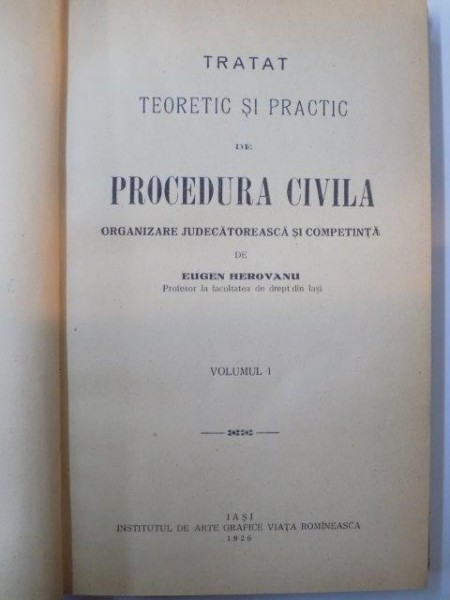 TRATAT
TEORETIC ȘI PRACTIC
DE
PROCEDURA CIVILA
ORGANIZARE JUDECĂTOREASCĂ ȘI COMPETINȚĂ
DE
EUGEN HEROVANU
Profesor la facultatea de drept din Iași
VOLUMUL I
IAȘI
INSTITUTUL DE ARTE GRAFICE VIAȚA ROMÎNEASCA
1926